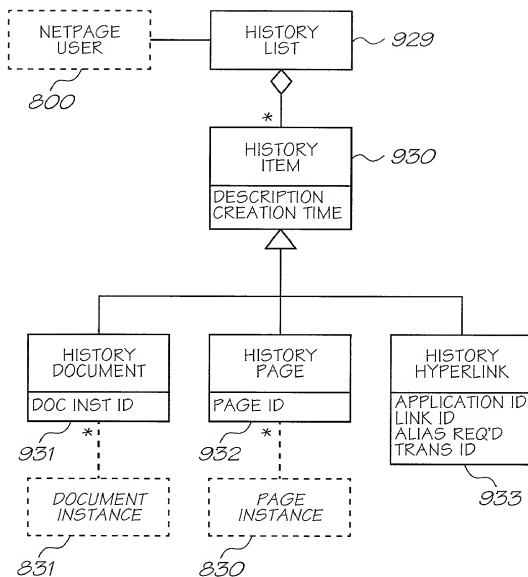 NETPAGE
USER
800
HISTORY
LIST
929
*
HISTORY
ITEM
930
DESCRIPTION
CREATION TIME
HISTORY
DOCUMENT
DOC INST ID
931
*
HISTORY
PAGE
PAGE ID
932
*
HISTORY
HYPERLINK
APPLICATION ID
LINK ID
ALIAS REQ'D
TRANS ID
933
DOCUMENT
INSTANCE
831
PAGE
INSTANCE
830